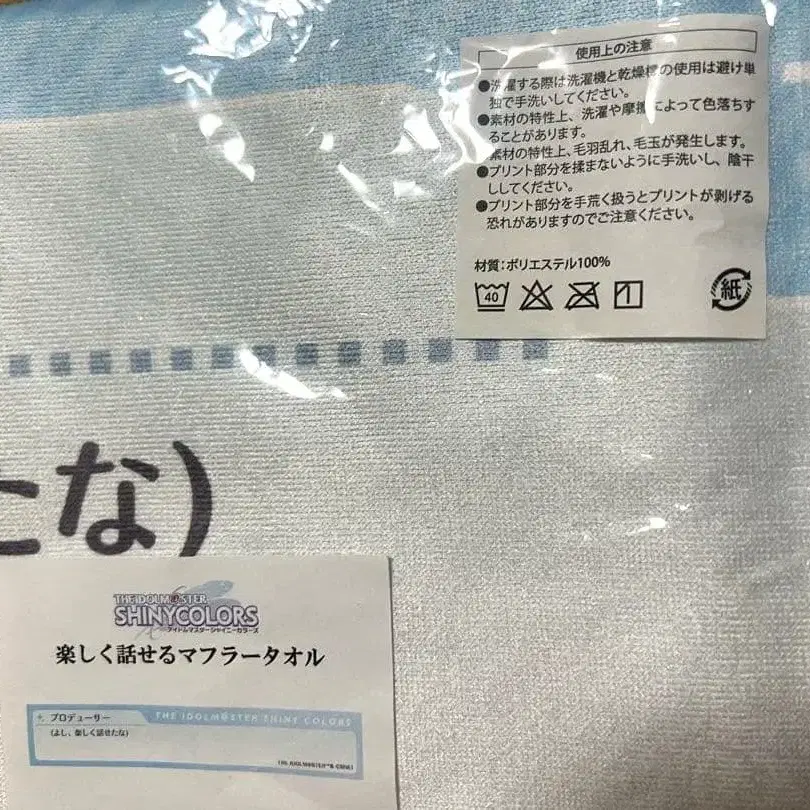 使用上の注意
●洗濯する際は洗濯機と乾燥機の使用は避け単
独で手洗いしてください。
●素材の特性上、洗濯や摩擦によって色落ちす
ることがあります。
素材の特性上、毛羽乱れ、毛玉が発生します。
●プリント部分を揉まないように手洗いし、陰干
ししてください。
●プリント部分を手荒く扱うとプリントが剥げる
恐れがありますのでご注意ください。
材質:ポリエステル100%
40
紙
たな)
THE IDOLM@STER
SHINYCOLORS
アイドルマスターシャイニーカラーズ
楽しく話せるマフラータオル
プロデューサー
THE IDOLM@STER SHINY COLORS
(よし、楽しく話せたな)